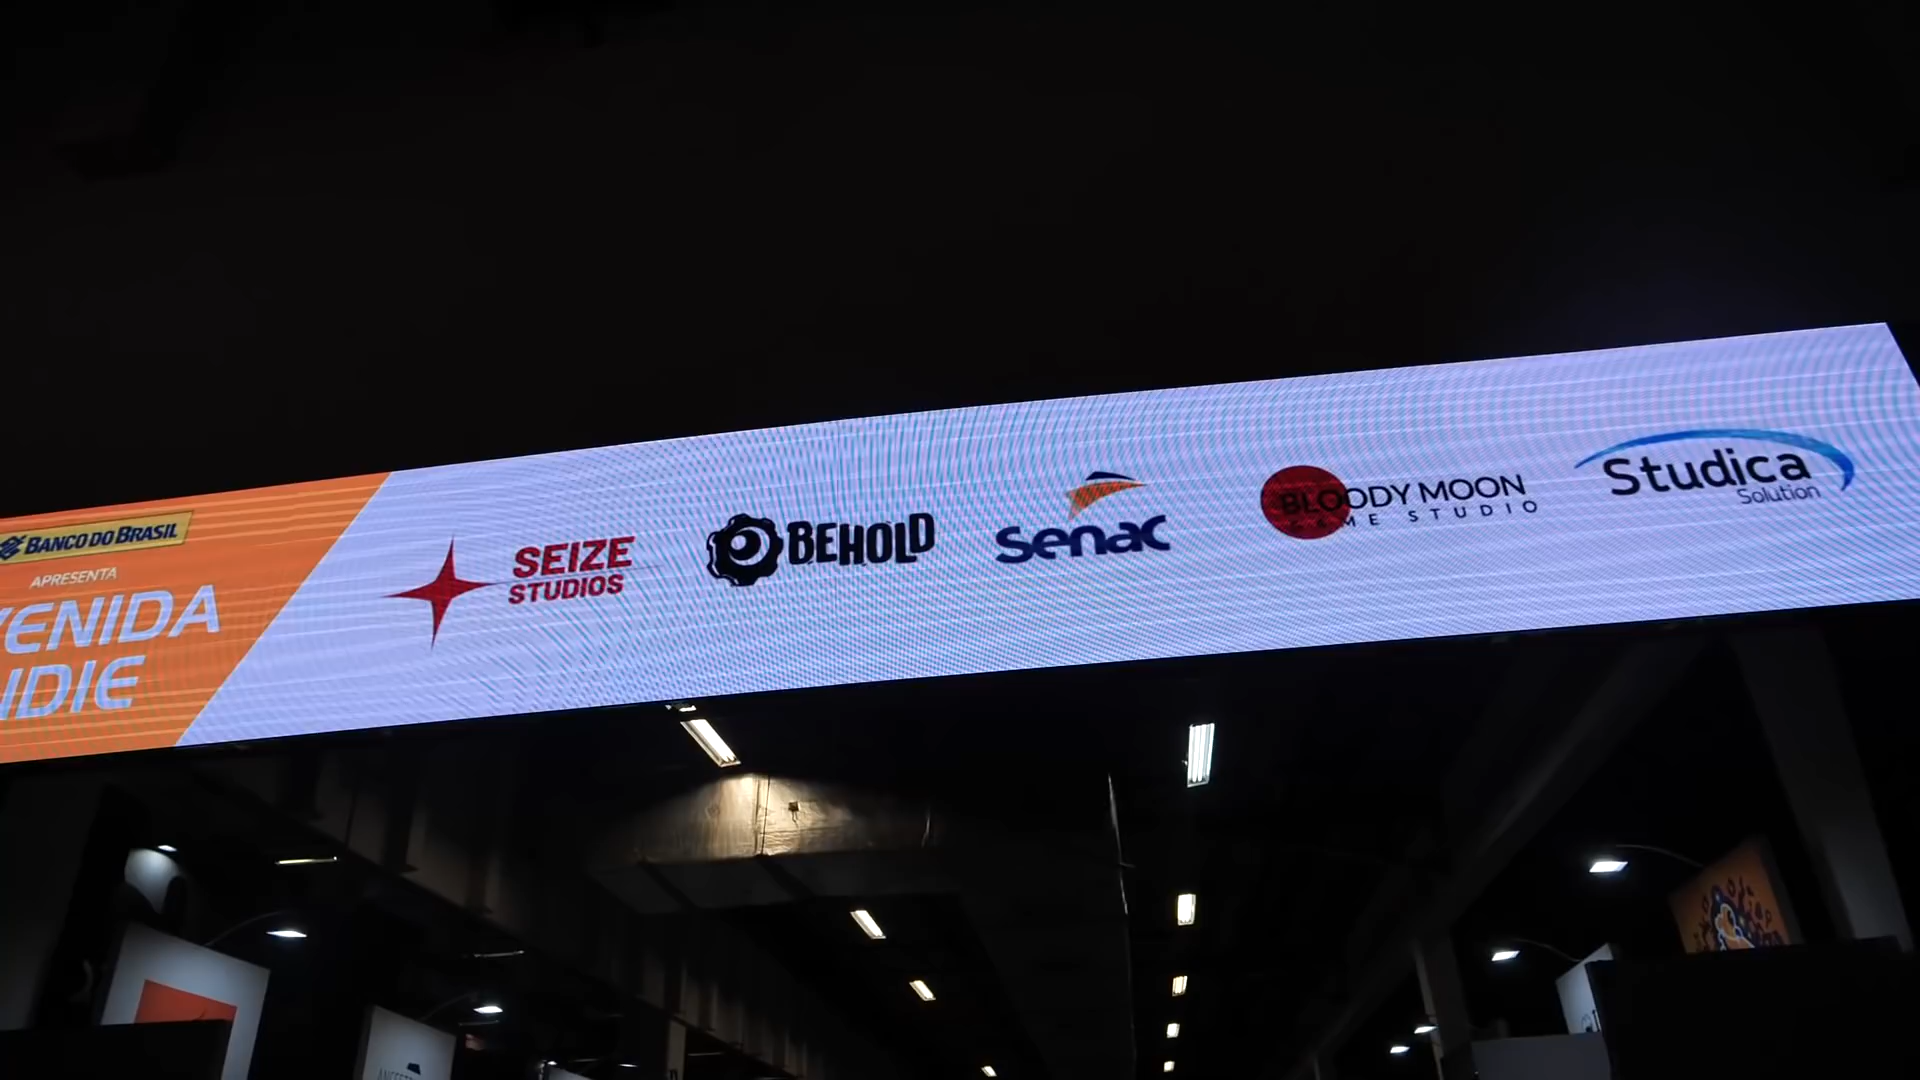 BANCO DO BRASIL
APRESENTA
VENIDA
NDIE
SEIZE
STUDIOS
BEHOLD
senac
BLOODY MOON
GAME STUDIO
Studica
Solution